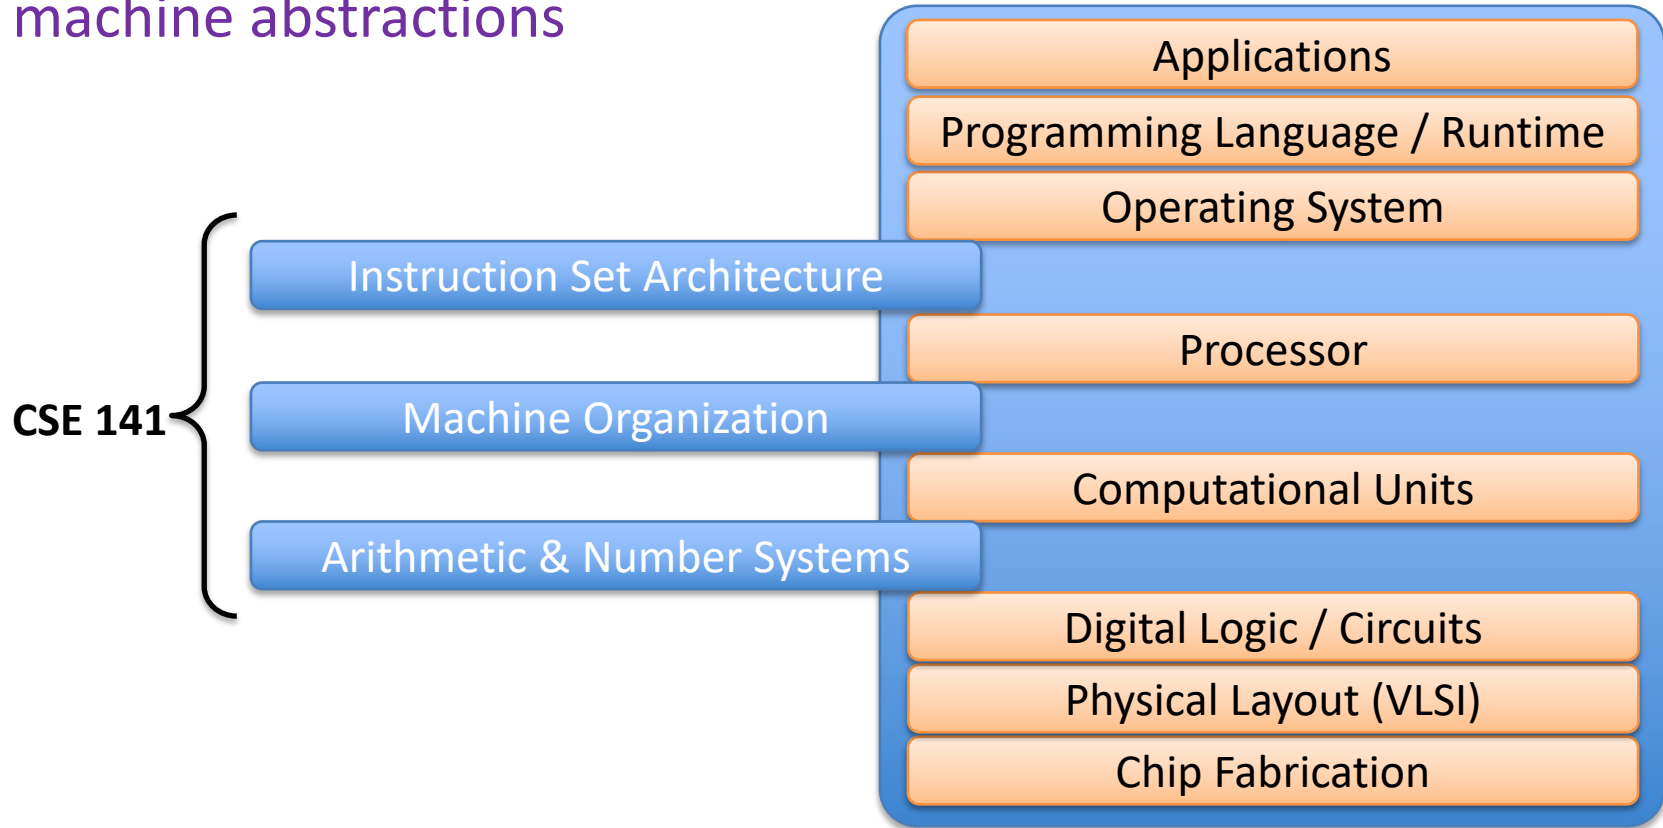 machine abstractions
Applications
Programming Language / Runtime
Operating System
Instruction Set Architecture
Processor
CSE 141
Machine Organization
Computational Units
Arithmetic & Number Systems
Digital Logic / Circuits
Physical Layout (VLSI)
Chip Fabrication